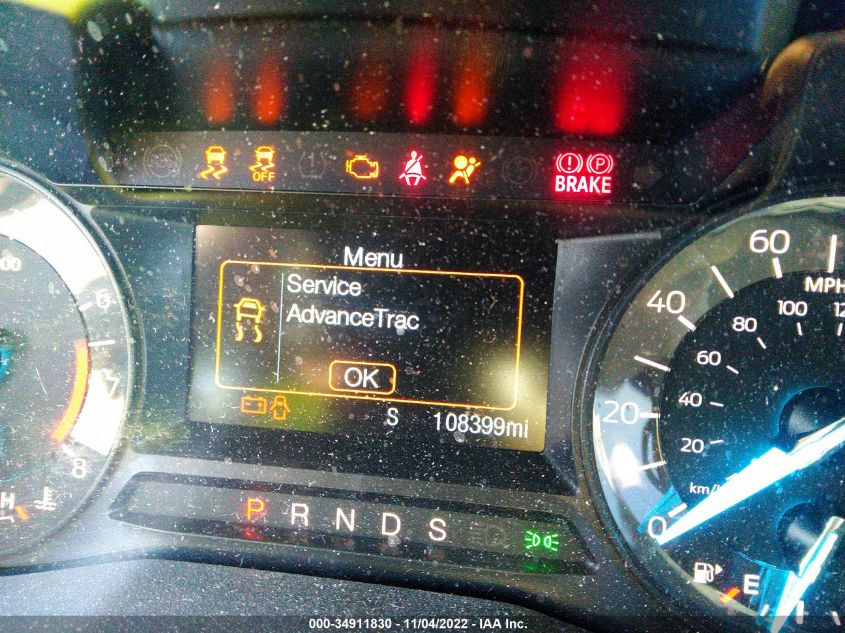 OFF
BRAKE
P
Menu
Service
AdvanceTrac
OK
S 108399mi
6
7
8
H
P R N D S
60
MPH
40
100
80
60
20
40
20
km/
0
E
000-34911830 - 11/04/2022 - IAA Inc.